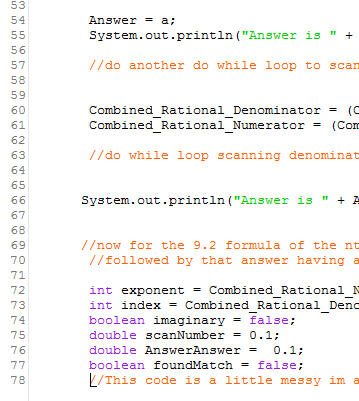 53
54 Answer = a;
55 System.out.println("Answer is " +
56
57 //do another do while loop to scan
58
59
60 Combined_Rational_Denominator = (C
61 Combined_Rational_Numerator = (Com
62
63 //do while loop scanning denominat
64
65
66 System.out.println("Answer is " + A
67
68
69 //now for the 9.2 formula of the nt
70 //followed by that answer having a
71
72 int exponent = Combined_Rational_N
73 int index = Combined_Rational_Deno
74 boolean imaginary = false;
75 double scanNumber = 0.1;
76 double AnswerAnswer = 0.1;
77 boolean foundMatch = false;
78 //This code is a little messy im a